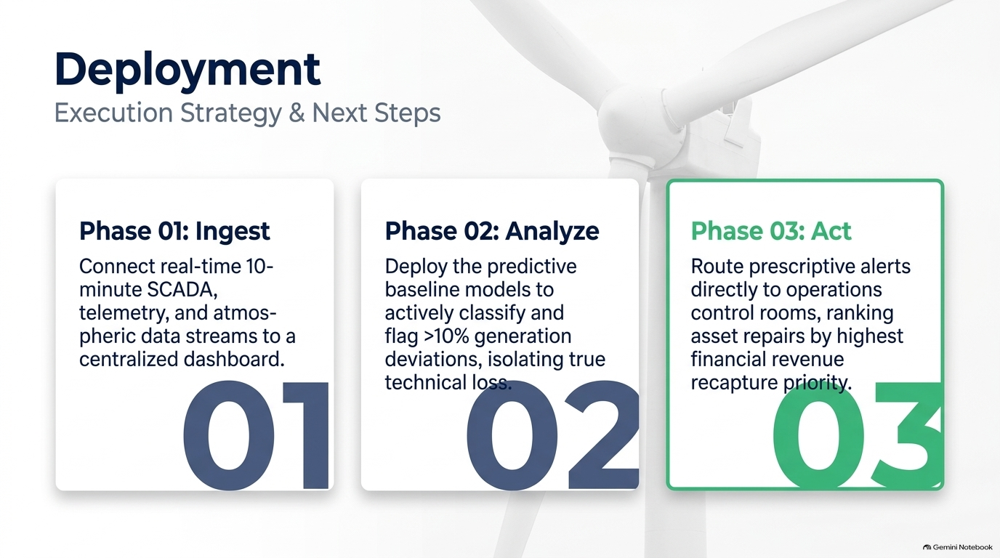 Deployment
Execution Strategy & Next Steps
Phase 01: Ingest
Connect real-time 10-
minute SCADA,
telemetry, and atmos-
pheric data streams to a
centralized dashboard.
01
Phase 02: Analyze
Deploy the predictive
baseline models to
actively classify and
flag >10% generation
deviations, isolating true
technical loss.
02
Phase 03: Act
Route prescriptive alerts
directly to operations
control rooms, ranking
asset repairs by highest
financial revenue
recapture priority.
03
Gemini Notebook